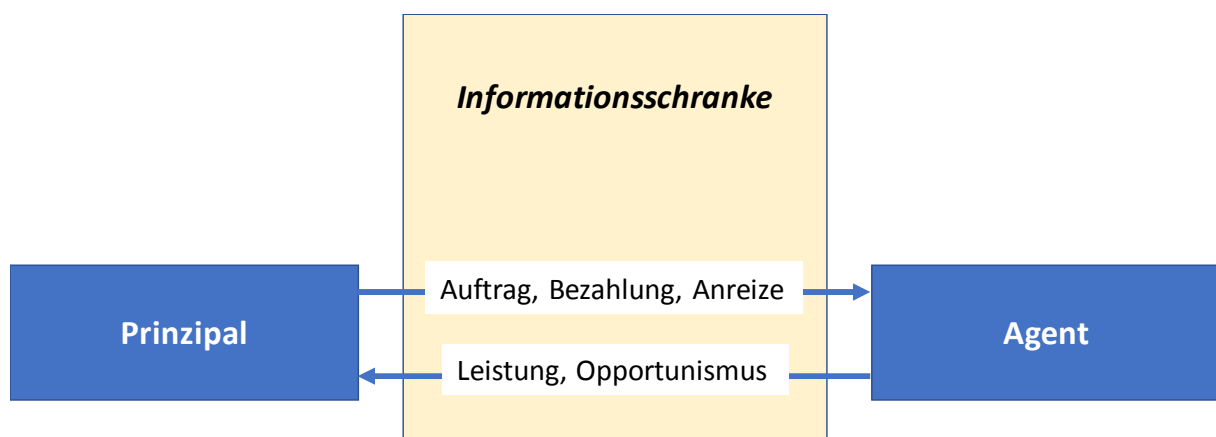 Informationsschranke
Auftrag, Bezahlung, Anreize
Prinzipal
Agent
Leistung, Opportunismus